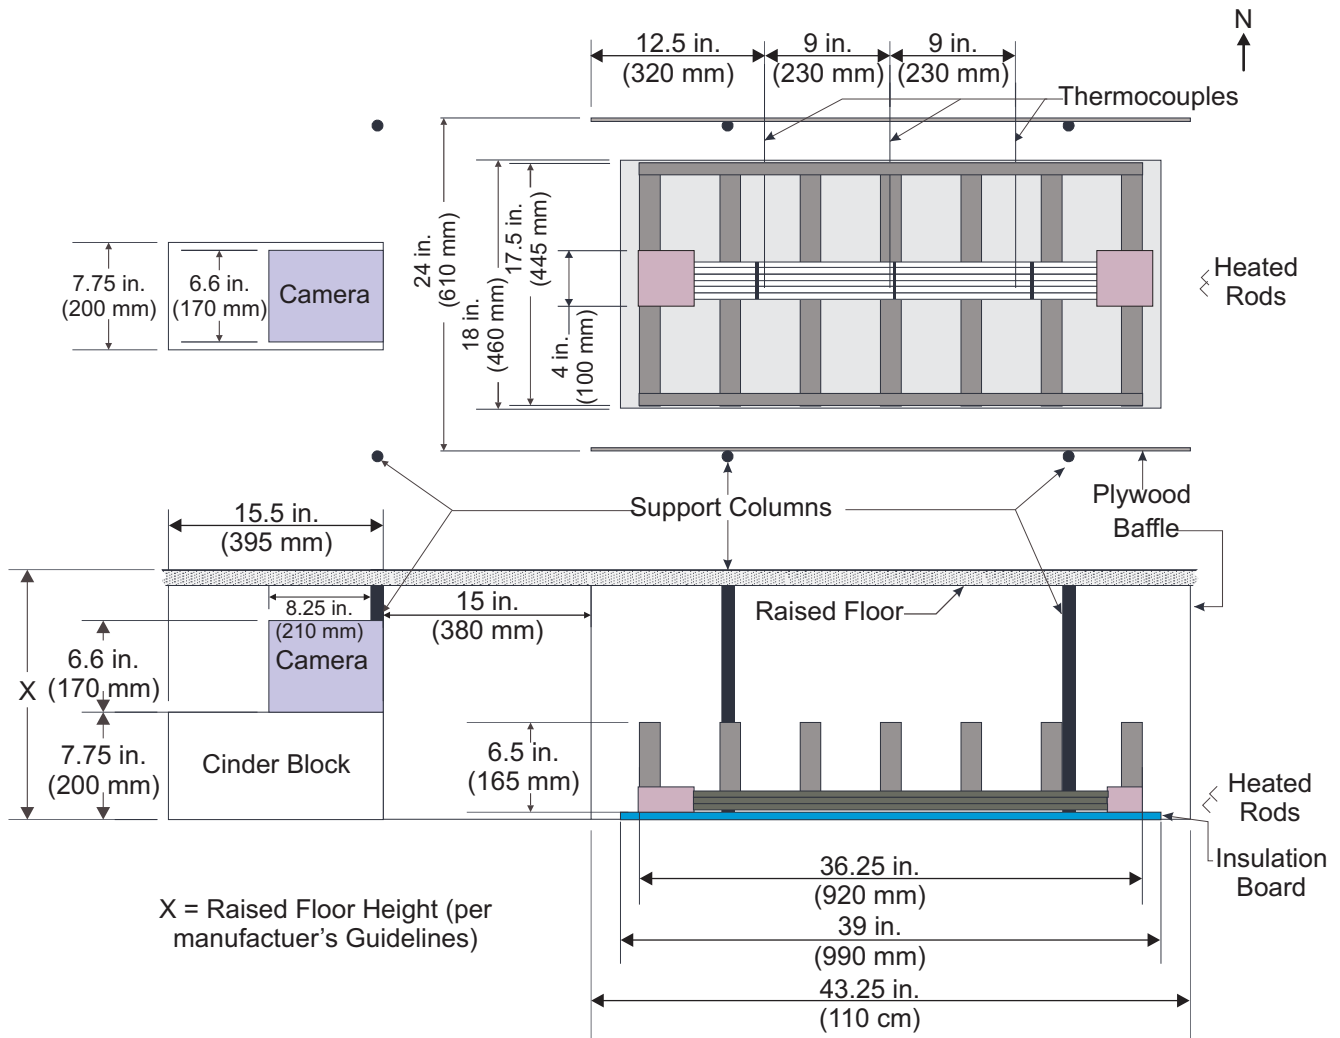 N
12.5 in.
(320 mm)
9 in.
(230 mm)
9 in.
(230 mm)
Thermocouples
24 in.
(610 mm)
18 in.
(460 mm)
17.5 in.
(445 mm)
4 in.
(100 mm)
7.75 in.
(200 mm)
6.6 in.
(170 mm)
Camera
Heated
Rods
Support Columns
Plywood
Baffle
15.5 in.
(395 mm)
8.25 in.
(210 mm)
15 in.
(380 mm)
Raised Floor
Camera
6.6 in.
(170 mm)
X
7.75 in.
(200 mm)
Cinder Block
6.5 in.
(165 mm)
Heated
Rods
Insulation
Board
36.25 in.
(920 mm)
X = Raised Floor Height (per
manufactuer's Guidelines)
39 in.
(990 mm)
43.25 in.
(110 cm)